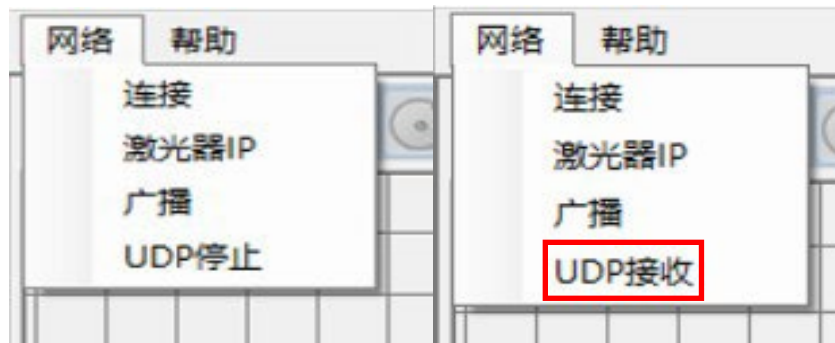 网络 帮助
连接
激光器IP
广播
UDP停止
网络 帮助
连接
激光器IP
广播
UDP接收